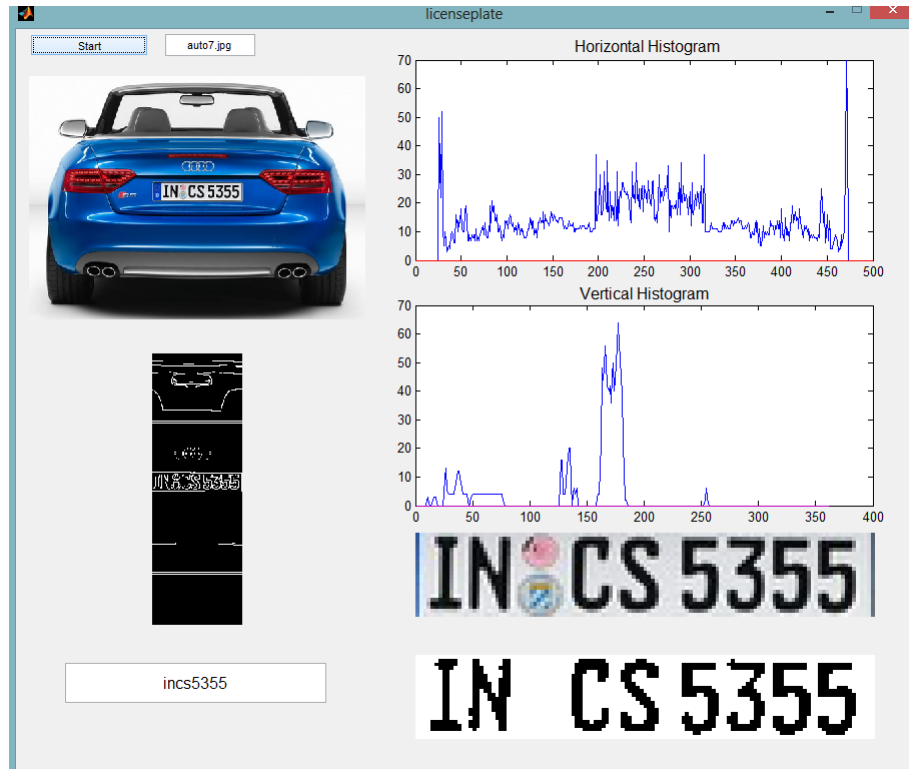 licenseplate
Start
auto7.jpg
Horizontal Histogram
70
60
50
40
30
20
10
0
0 50 100 150 200 250 300 350 400 450 500
IN CS 5355
Vertical Histogram
70
60
50
40
30
20
10
0
0 50 100 150 200 250 300 350 400
IN CS 5355
IN CS 5355
IN CS 5355
incs5355